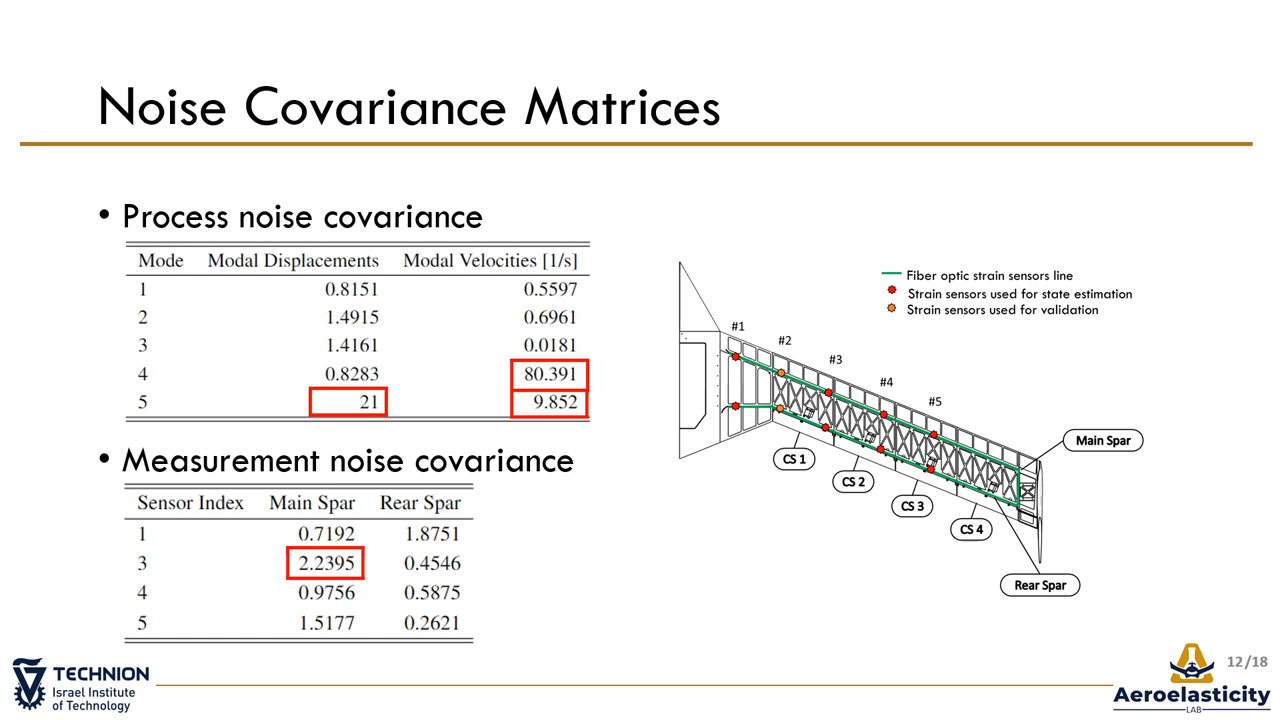 Noise Covariance Matrices
• Process noise covariance
Mode Modal Displacements Modal Velocities [1/s]
1 0.8151 0.5597
2 1.4915 0.6961
3 1.4161 0.0181
4 0.8283 80.391
5 21 9.852
• Measurement noise covariance
Sensor Index Main Spar Rear Spar
1 0.7192 1.8751
3 2.2395 0.4546
4 0.9756 0.5875
5 1.5177 0.2621
Fiber optic strain sensors line
Strain sensors used for state estimation
Strain sensors used for validation
#1
#2
#3
#4
#5
Main Spar
CS 1
CS 2
CS 3
CS 4
Rear Spar
TECHNION
Israel Institute
of Technology
12/18
Aeroelasticity
LAB